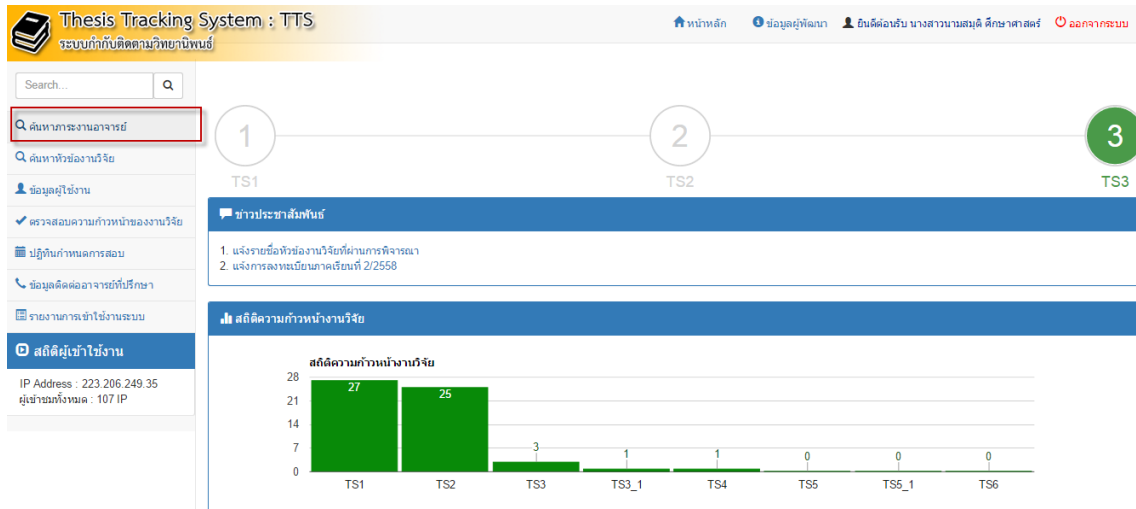 Thesis Tracking System : TTS
ระบบกำกับติดตามวิทยานิพนธ์
หน้าหลัก
ข้อมูลผู้พัฒนา
ยินดีต้อนรับ นางสาวนามสมุติ ศึกษาศาสตร์
ออกจากระบบ
Search...
ค้นหาภาระงานอาจารย์
ค้นหาหัวข้องานวิจัย
ข้อมูลผู้ใช้งาน
ตรวจสอบความก้าวหน้าของงานวิจัย
ปฏิทินกำหนดการสอบ
ข้อมูลติดต่ออาจารย์ที่ปรึกษา
รายงานการเข้าใช้งานระบบ
สถิติผู้เข้าใช้งาน
IP Address : 223.206.249.35
ผู้เข้าชมทั้งหมด : 107 IP
1
2
3
TS1
TS2
TS3
ข่าวประชาสัมพันธ์
1. แจ้งรายชื่อหัวข้องานวิจัยที่ผ่านการพิจารณา
2. แจ้งการลงทะเบียนภาคเรียนที่ 2/2558
สถิติความก้าวหน้างานวิจัย
สถิติความก้าวหน้างานวิจัย
28
21
14
7
0
27
25
3
1
1
0
0
0
TS1
TS2
TS3
TS3_1
TS4
TS5
TS5_1
TS6